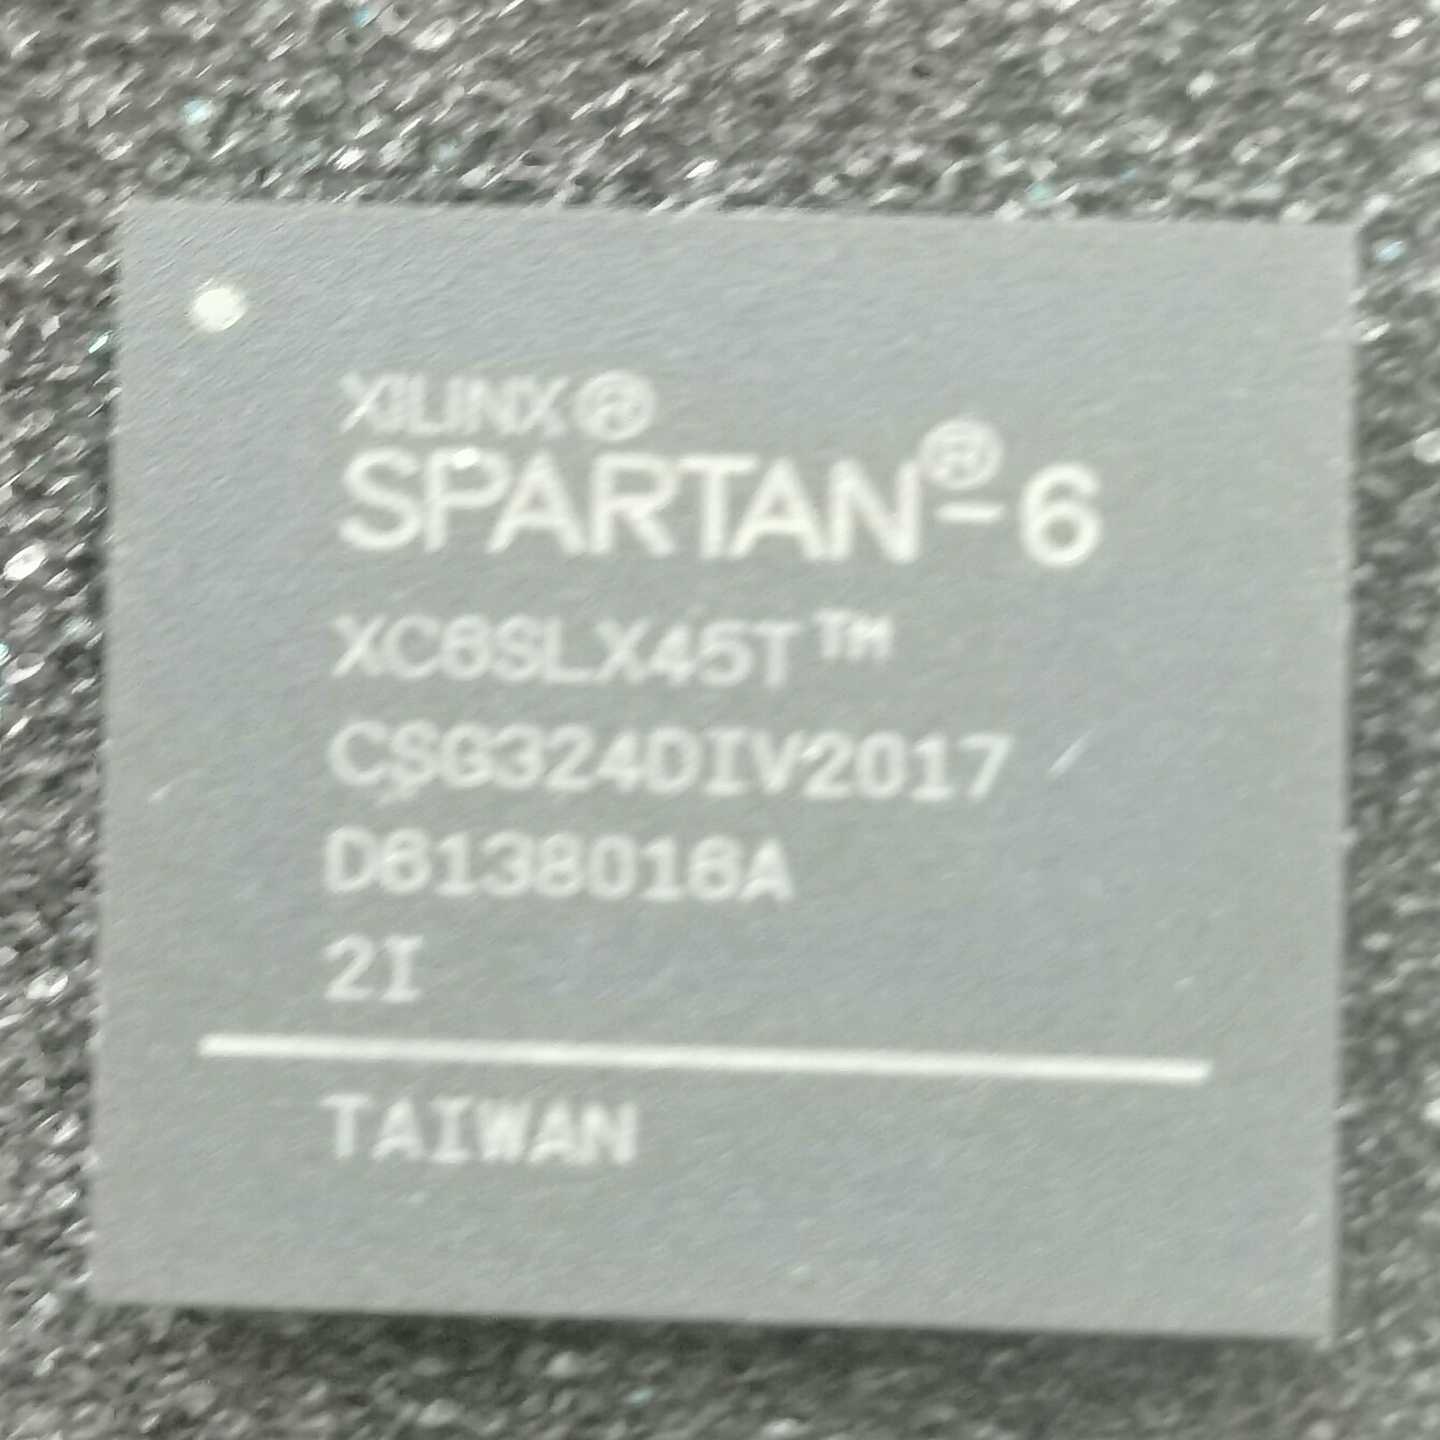 XILINX®
SPARTAN®-6
XC6SLX45T™
CSG324DIV2017
D6138016A
2I
TAIWAN